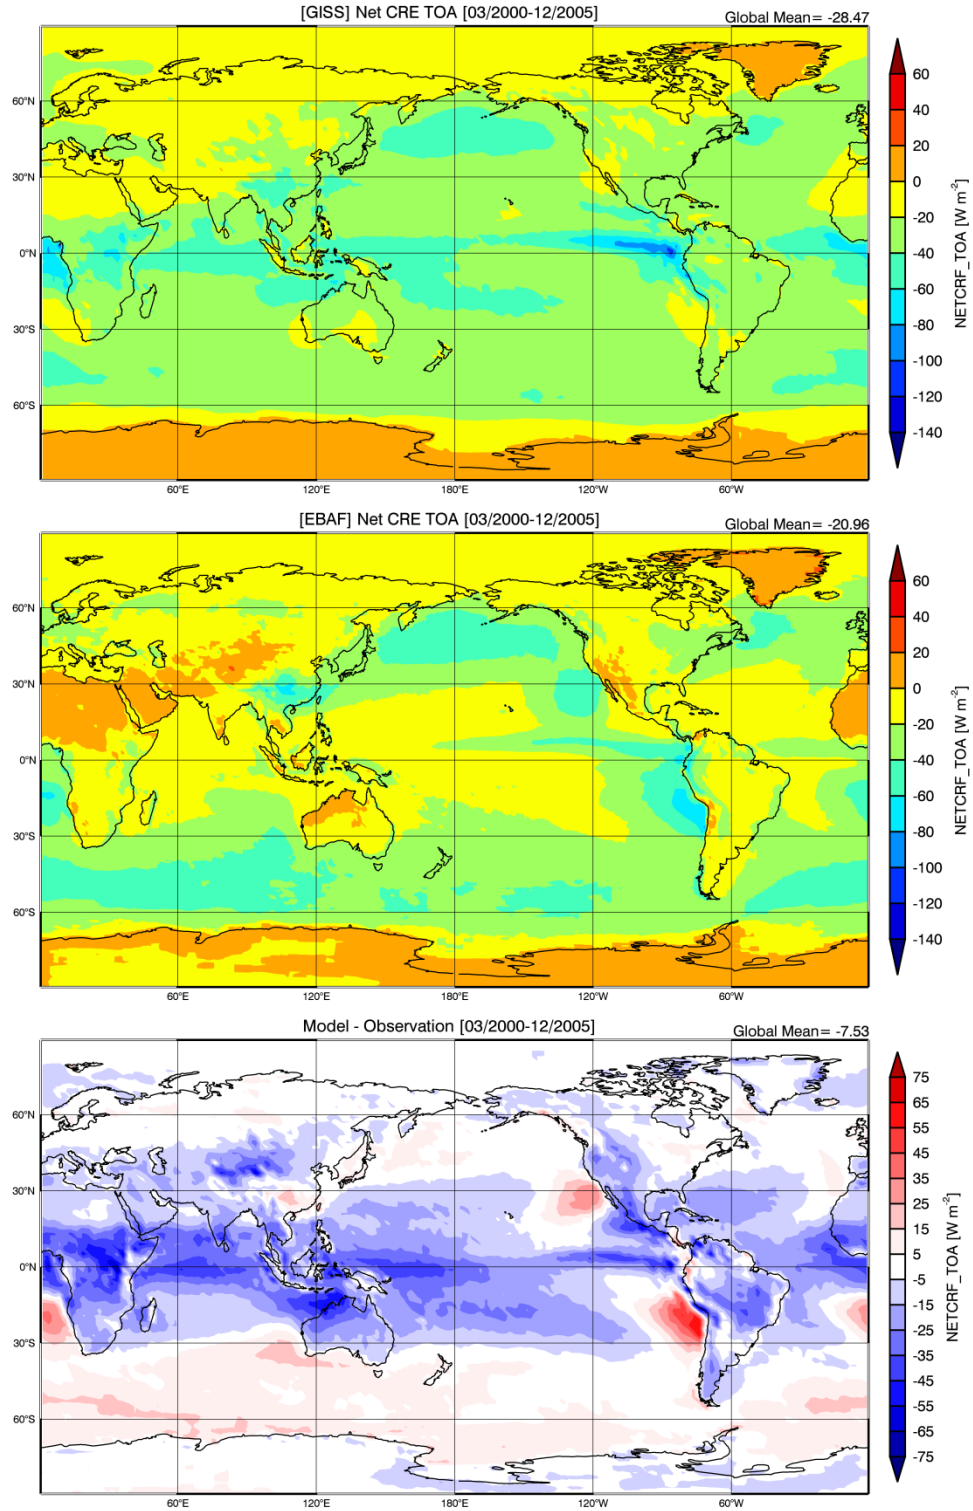 [GISS] Net CRE TOA [03/2000-12/2005]
Global Mean= -28.47
60°N
30°N
0°N
30°S
60°S
60°E
120°E
180°W
120°W
60°W
60
40
20
0
-20
-40
-60
-80
-100
-120
-140
NETCRF_TOA [W m-2]
[EBAF] Net CRE TOA [03/2000-12/2005]
Global Mean= -20.96
60°N
30°N
0°N
30°S
60°S
60°E
120°E
180°W
120°W
60°W
60
40
20
0
-20
-40
-60
-80
-100
-120
-140
NETCRF_TOA [W m-2]
Model - Observation [03/2000-12/2005]
Global Mean= -7.53
60°N
30°N
0°N
30°S
60°S
60°E
120°E
180°W
120°W
60°W
75
65
55
45
35
25
15
5
-5
-15
-25
-35
-45
-55
-65
-75
NETCRF_TOA [W m-2]